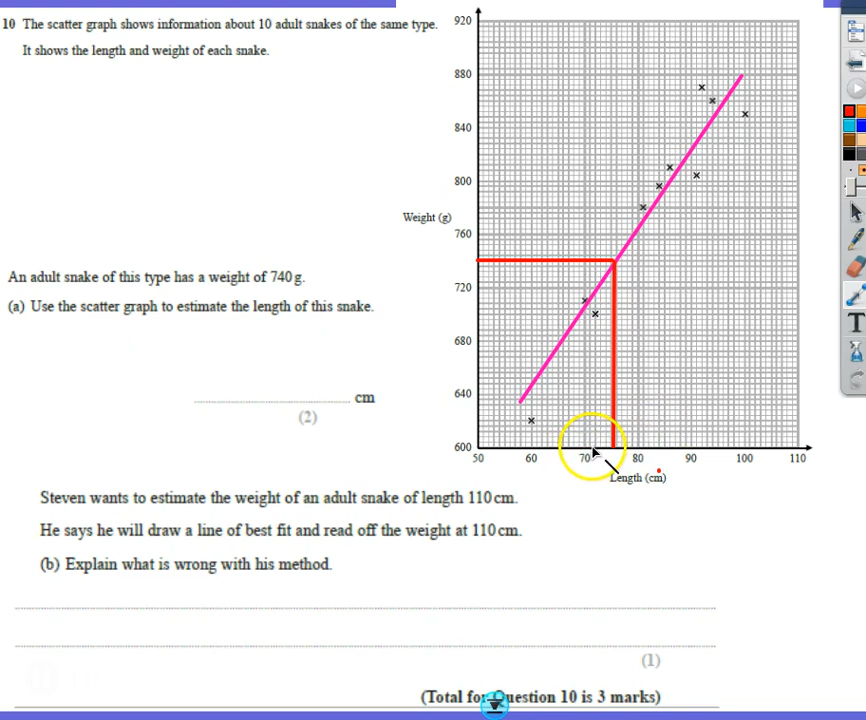 10 The scatter graph shows information about 10 adult snakes of the same type.
It shows the length and weight of each snake.
920
880
840
800
760
720
680
640
600
Weight (g)
50 60 70 80 90 100 110
Length (cm)
An adult snake of this type has a weight of 740 g.
(a) Use the scatter graph to estimate the length of this snake.
cm
(2)
Steven wants to estimate the weight of an adult snake of length 110 cm.
He says he will draw a line of best fit and read off the weight at 110 cm.
(b) Explain what is wrong with his method.
(1)
(Total for Question 10 is 3 marks)
T